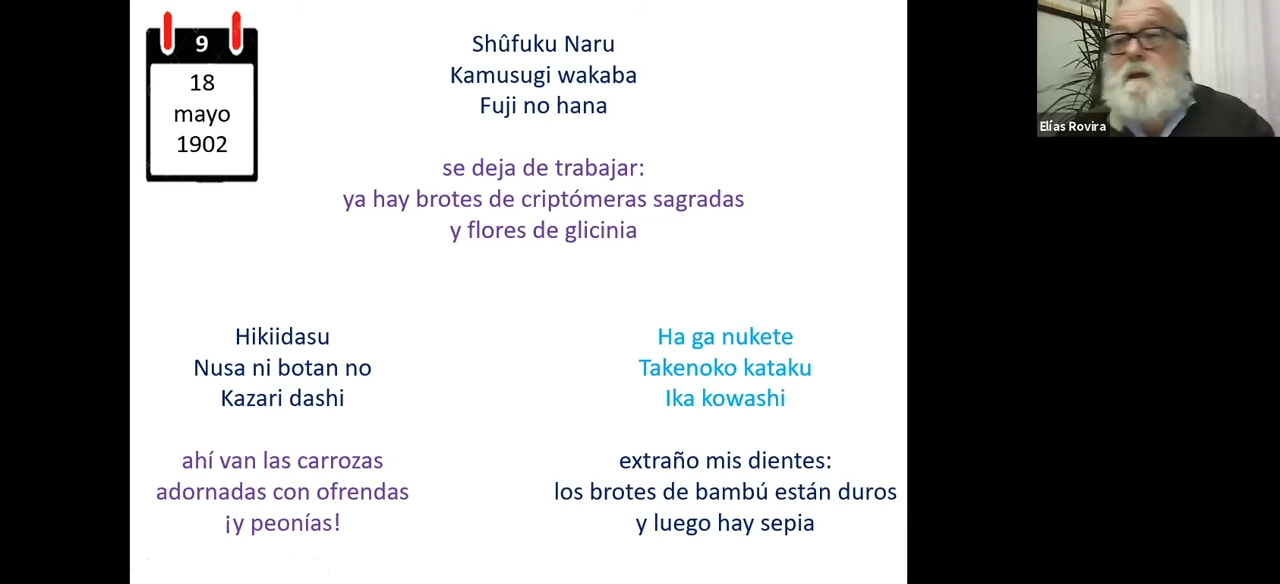 9
18
mayo
1902
Shûfuku Naru
Kamusugi wakaba
Fuji no hana
se deja de trabajar:
ya hay brotes de criptómeras sagradas
y flores de glicinia
Hikiidasu
Nusa ni botan no
Kazari dashi
ahí van las carrozas
adornadas con ofrendas
¡y peonías!
Ha ga nukete
Takenoko kataku
Ika kowashi
extraño mis dientes:
los brotes de bambú están duros
y luego hay sepia
Elías Rovira